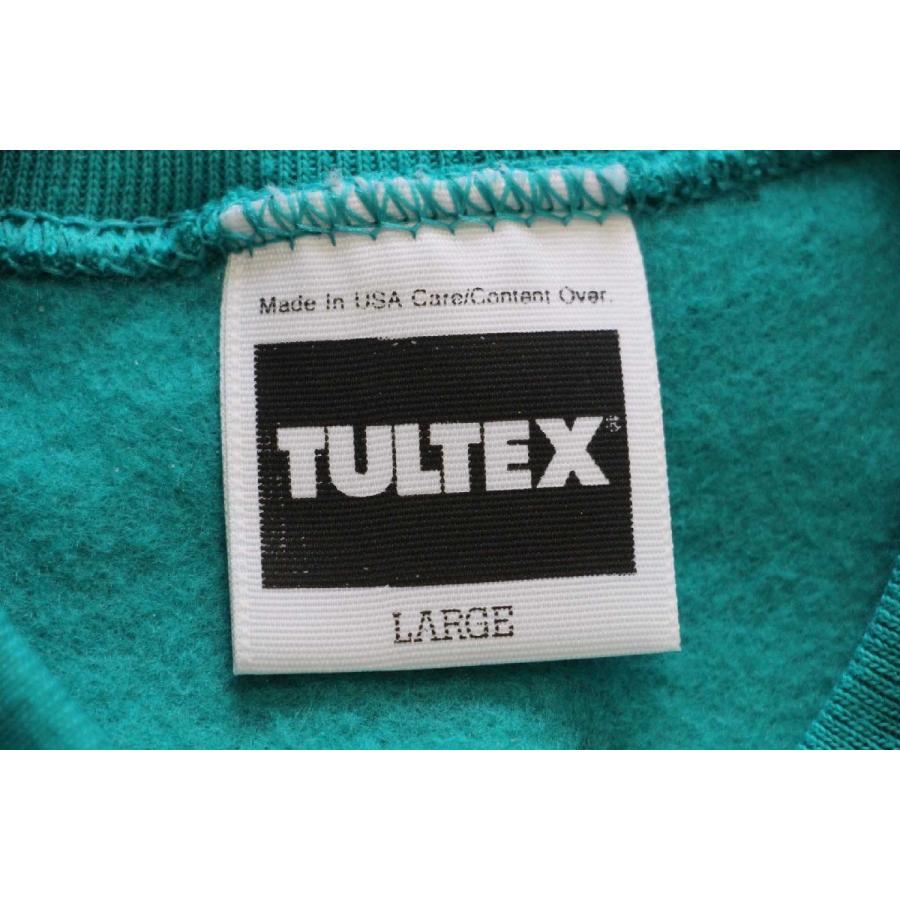 Made In USA Care/Content Over.
TULTEX®
LARGE